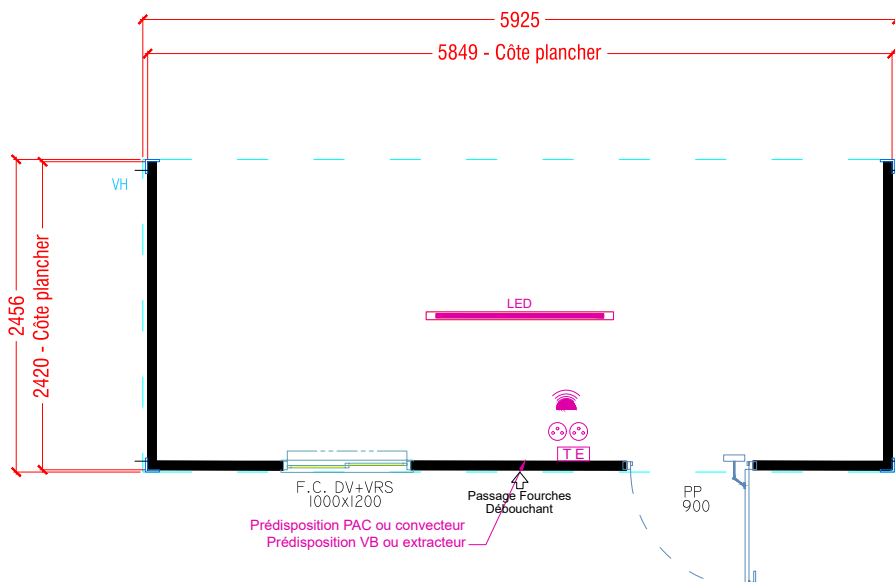 5925
5849 - Côte plancher
VH
2456
2420 - Côte plancher
LED
T E
F.C. DV+VRS
1000x1200
Passage Fourches
Débouchant
PP
900
Prédisposition PAC ou convecteur
Prédisposition VB ou extracteur